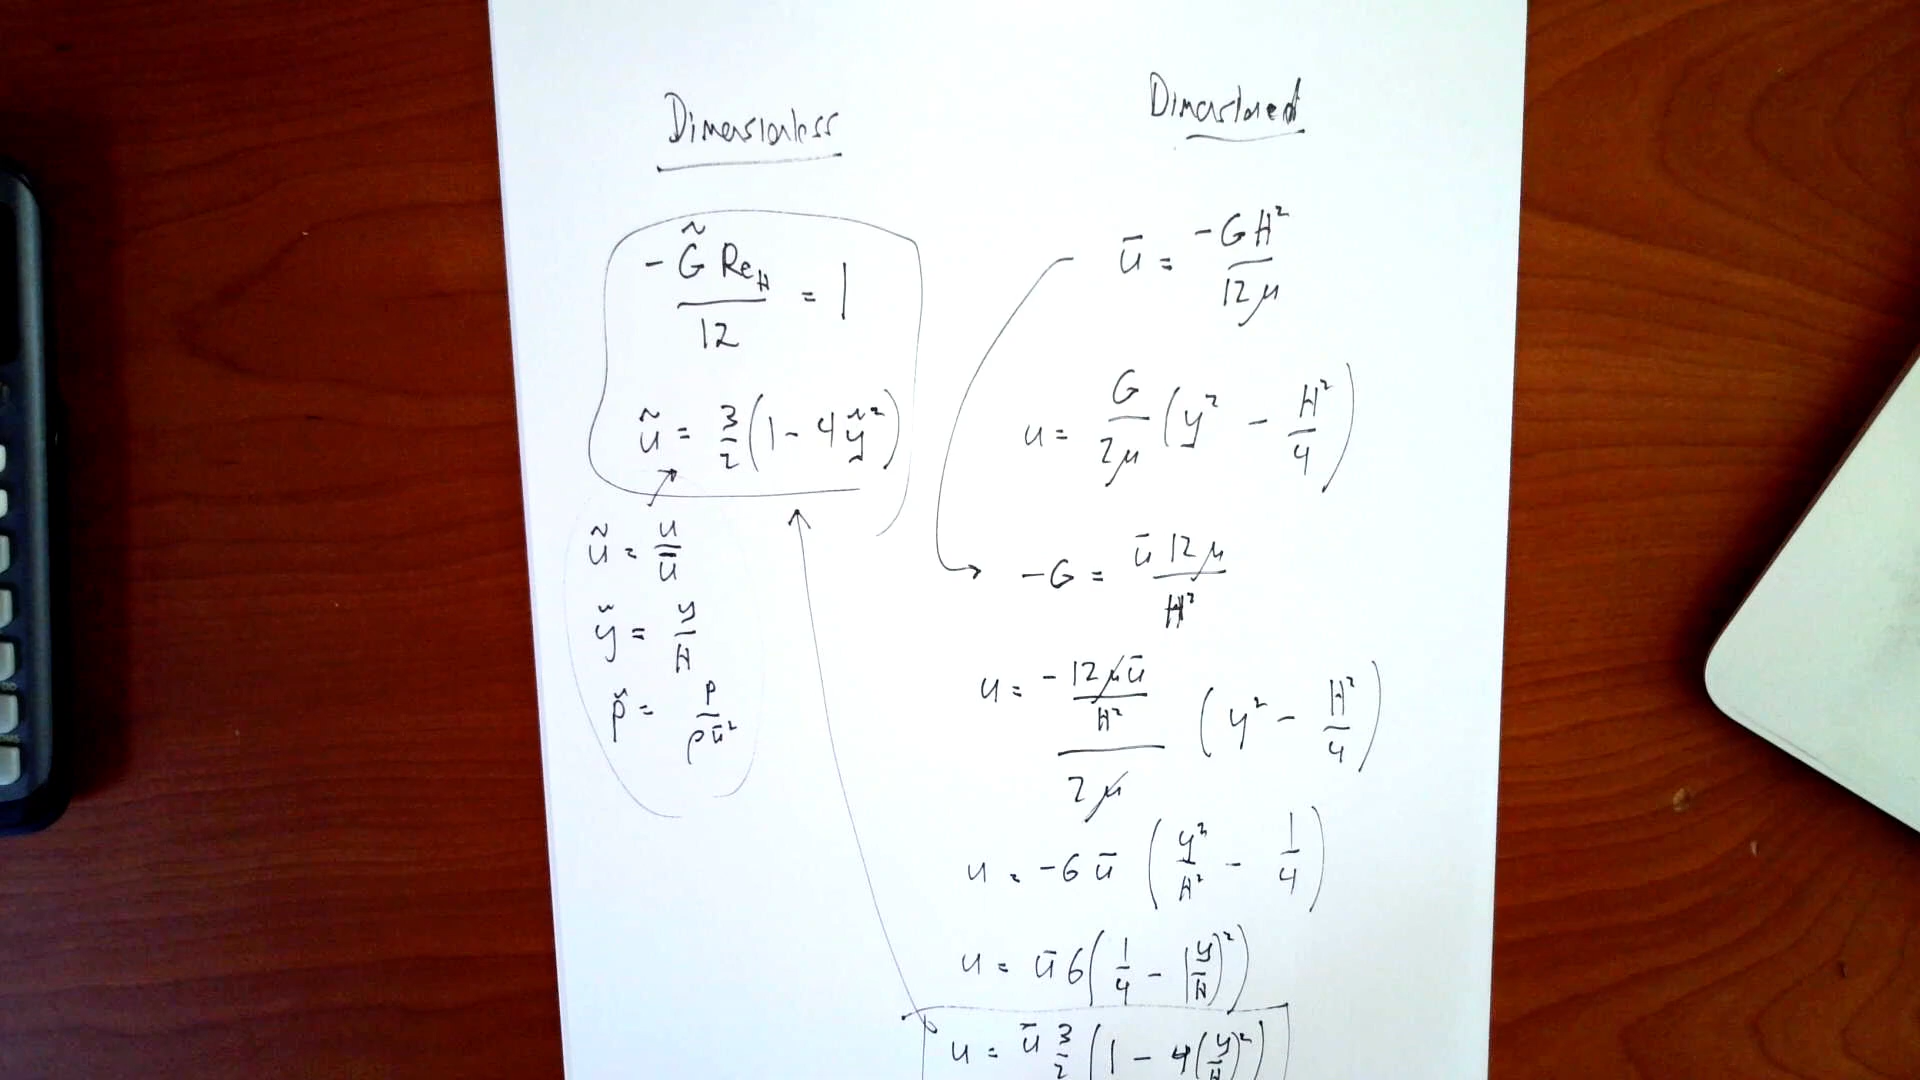 Dimensionless
-G̃ Re_H / 12 = 1
ũ = 3/2 (1 - 4ỹ²)
ũ = u/ū
ỹ = y/H
p̃ = p/ρū²
Dimensioned
ū = -GH²/12μ
u = G/2μ (y² - H²/4)
-G = ū12μ/H²
u = (-12μū/H²)/2μ (y² - H²/4)
u = -6ū (y²/H² - 1/4)
u = ū6(1/4 - (y/H)²)
u = ū 3/2 (1 - 4(y/H)²)